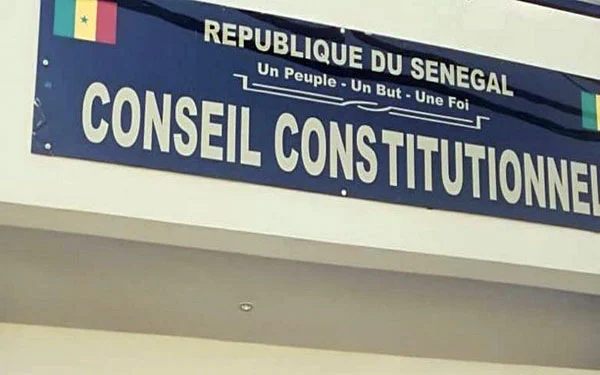 REPUBLIQUE DU SENEGAL
Un Peuple - Un But - Une Foi
CONSEIL CONSTITUTIONNEL